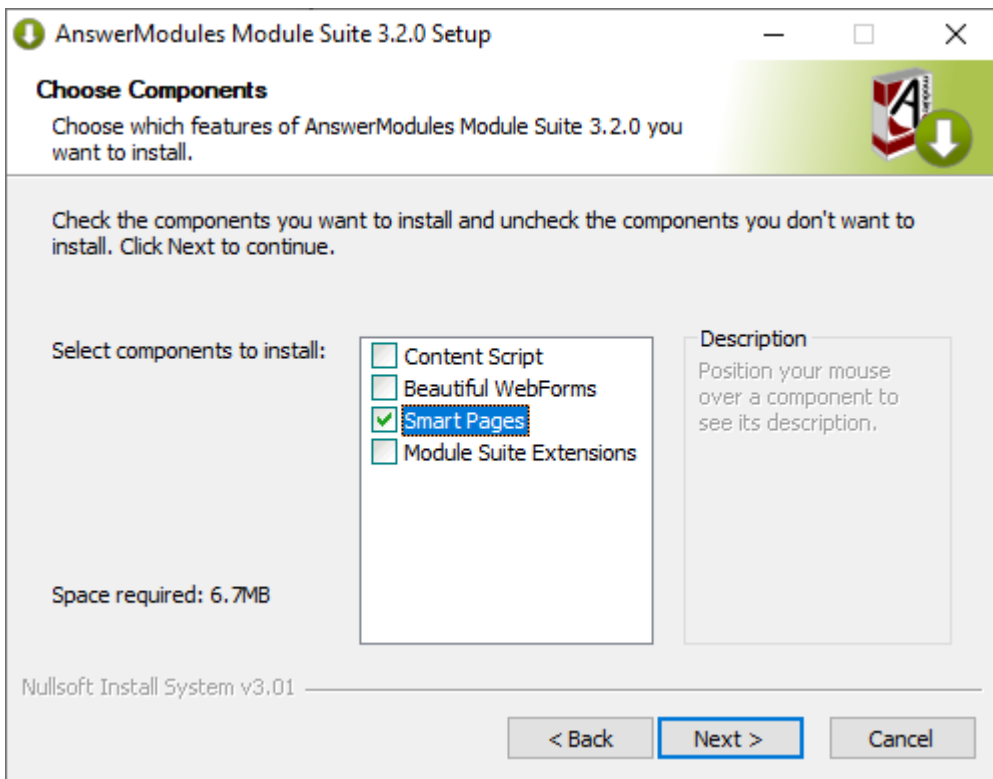 AnswerModules Module Suite 3.2.0 Setup
Choose Components
Choose which features of AnswerModules Module Suite 3.2.0 you
want to install.
Check the components you want to install and uncheck the components you don't want to
install. Click Next to continue.
Select components to install:
Content Script
Beautiful WebForms
Smart Pages
Module Suite Extensions
Description
Position your mouse
over a component to
see its description.
Space required: 6.7MB
Nullsoft Install System v3.01
< Back
Next >
Cancel